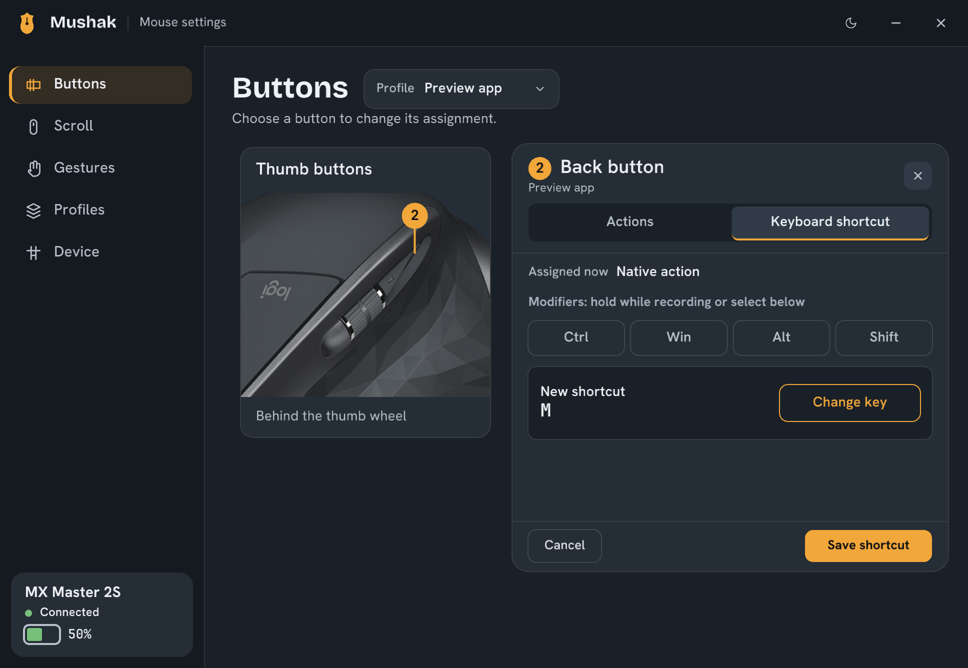 Mushak
Mouse settings
Buttons
Scroll
Gestures
Profiles
Device
MX Master 2S
Connected
50%
Buttons
Profile Preview app
Choose a button to change its assignment.
Thumb buttons
2
logi
Behind the thumb wheel
2 Back button
Preview app
Actions
Keyboard shortcut
Assigned now Native action
Modifiers: hold while recording or select below
Ctrl
Win
Alt
Shift
New shortcut
M
Change key
Cancel
Save shortcut